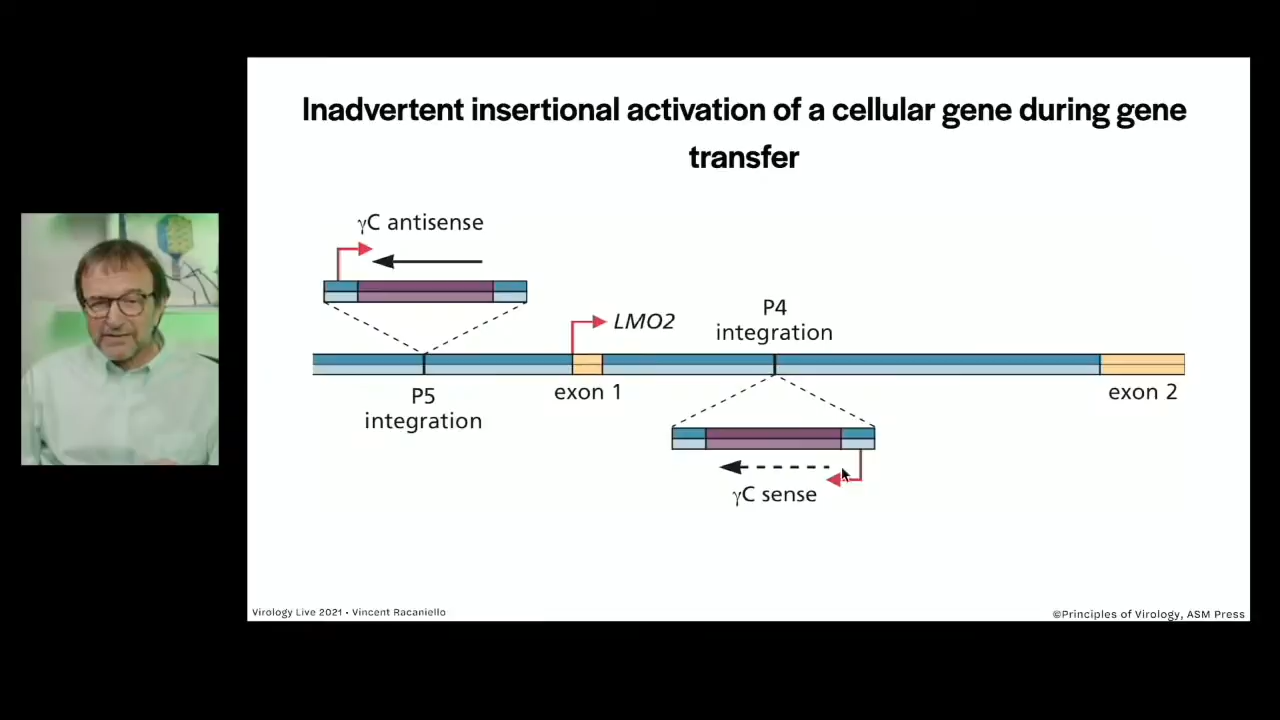 Inadvertent insertional activation of a cellular gene during gene
transfer
γC antisense
LMO2
P4
integration
P5
integration
exon 1
exon 2
γC sense
Virology Live 2021 • Vincent Racaniello
©Principles of Virology, ASM Press